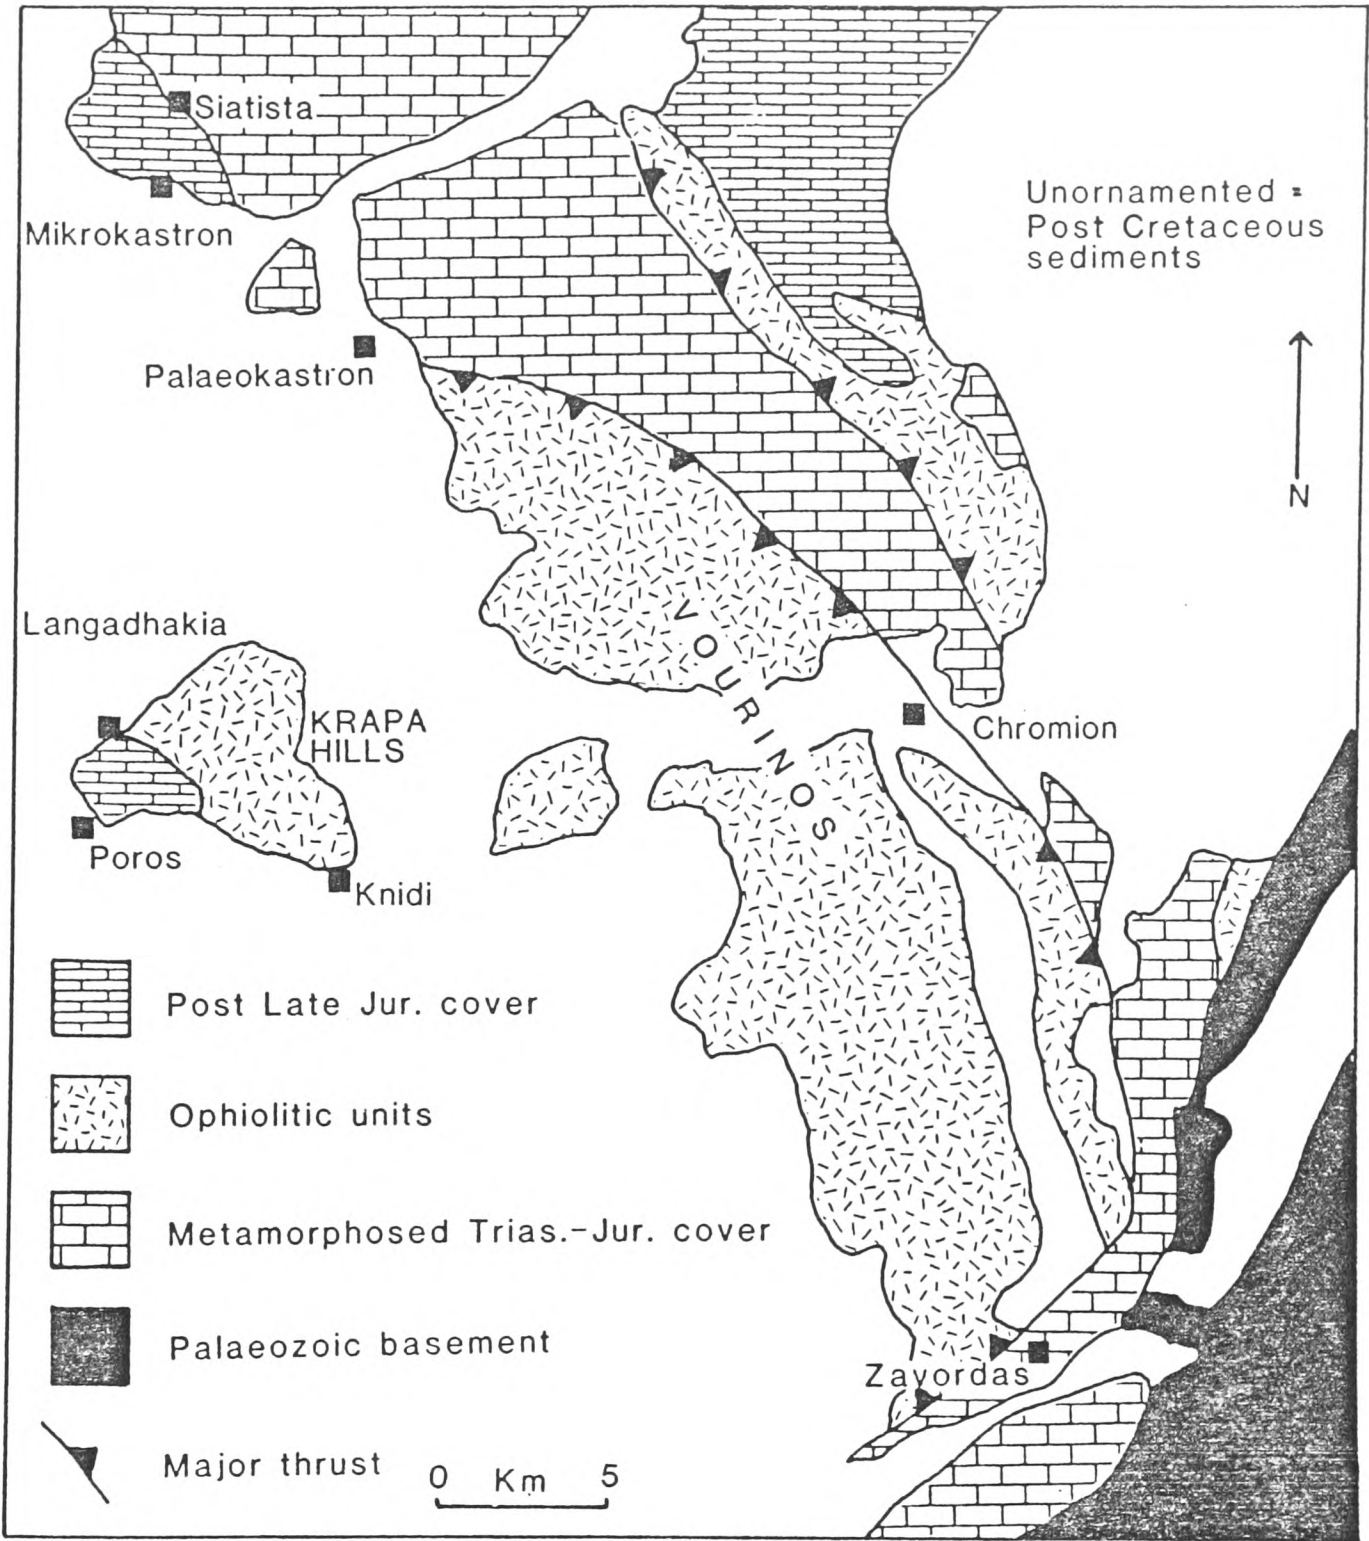 Siatista
Mikrokastron
Unornamented =
Post Cretaceous
sediments
Palaeokastron
N
Langadhakia
VOURINOS
KRAPA
HILLS
Chromion
Poros
Knidi
Post Late Jur. cover
Ophiolitic units
Metamorphosed Trias.-Jur. cover
Palaeozoic basement
Zavordas
Major thrust
0 Km 5